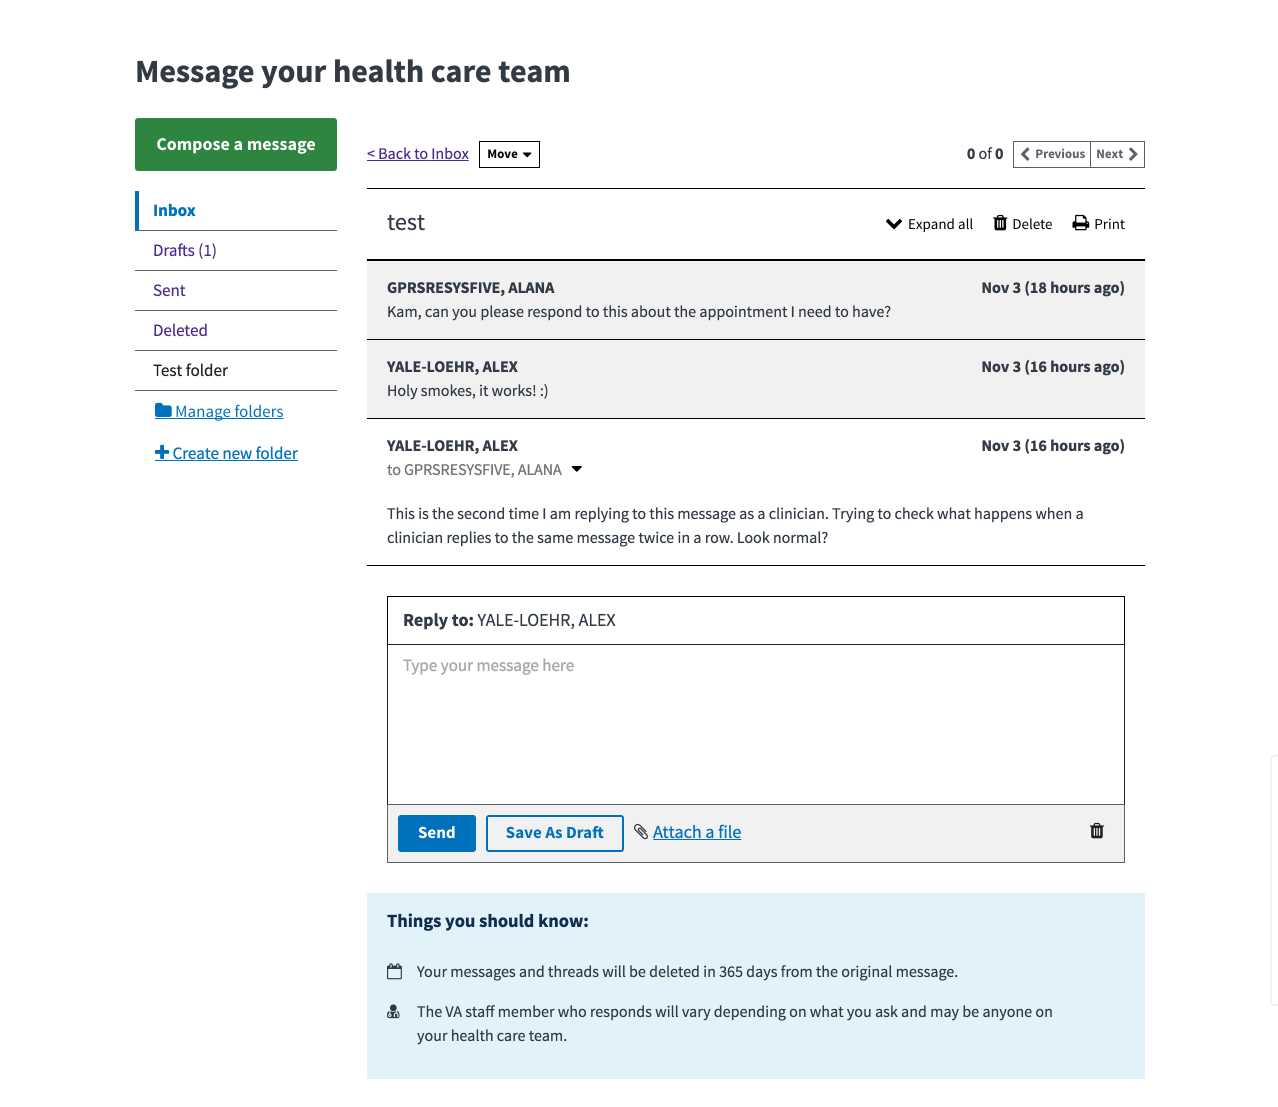 Message your health care team
Compose a message
Inbox
Drafts (1)
Sent
Deleted
Test folder
Manage folders
Create new folder
< Back to Inbox
Move
0 of 0
Previous
Next
test
Expand all
Delete
Print
GPRSRESYSFIVE, ALANA
Nov 3 (18 hours ago)
Kam, can you please respond to this about the appointment I need to have?
YALE-LOEHR, ALEX
Nov 3 (16 hours ago)
Holy smokes, it works! :)
YALE-LOEHR, ALEX
Nov 3 (16 hours ago)
to GPRSRESYSFIVE, ALANA
This is the second time I am replying to this message as a clinician. Trying to check what happens when a
clinician replies to the same message twice in a row. Look normal?
Reply to: YALE-LOEHR, ALEX
Type your message here
Send
Save As Draft
Attach a file
Things you should know:
Your messages and threads will be deleted in 365 days from the original message.
The VA staff member who responds will vary depending on what you ask and may be anyone on
your health care team.